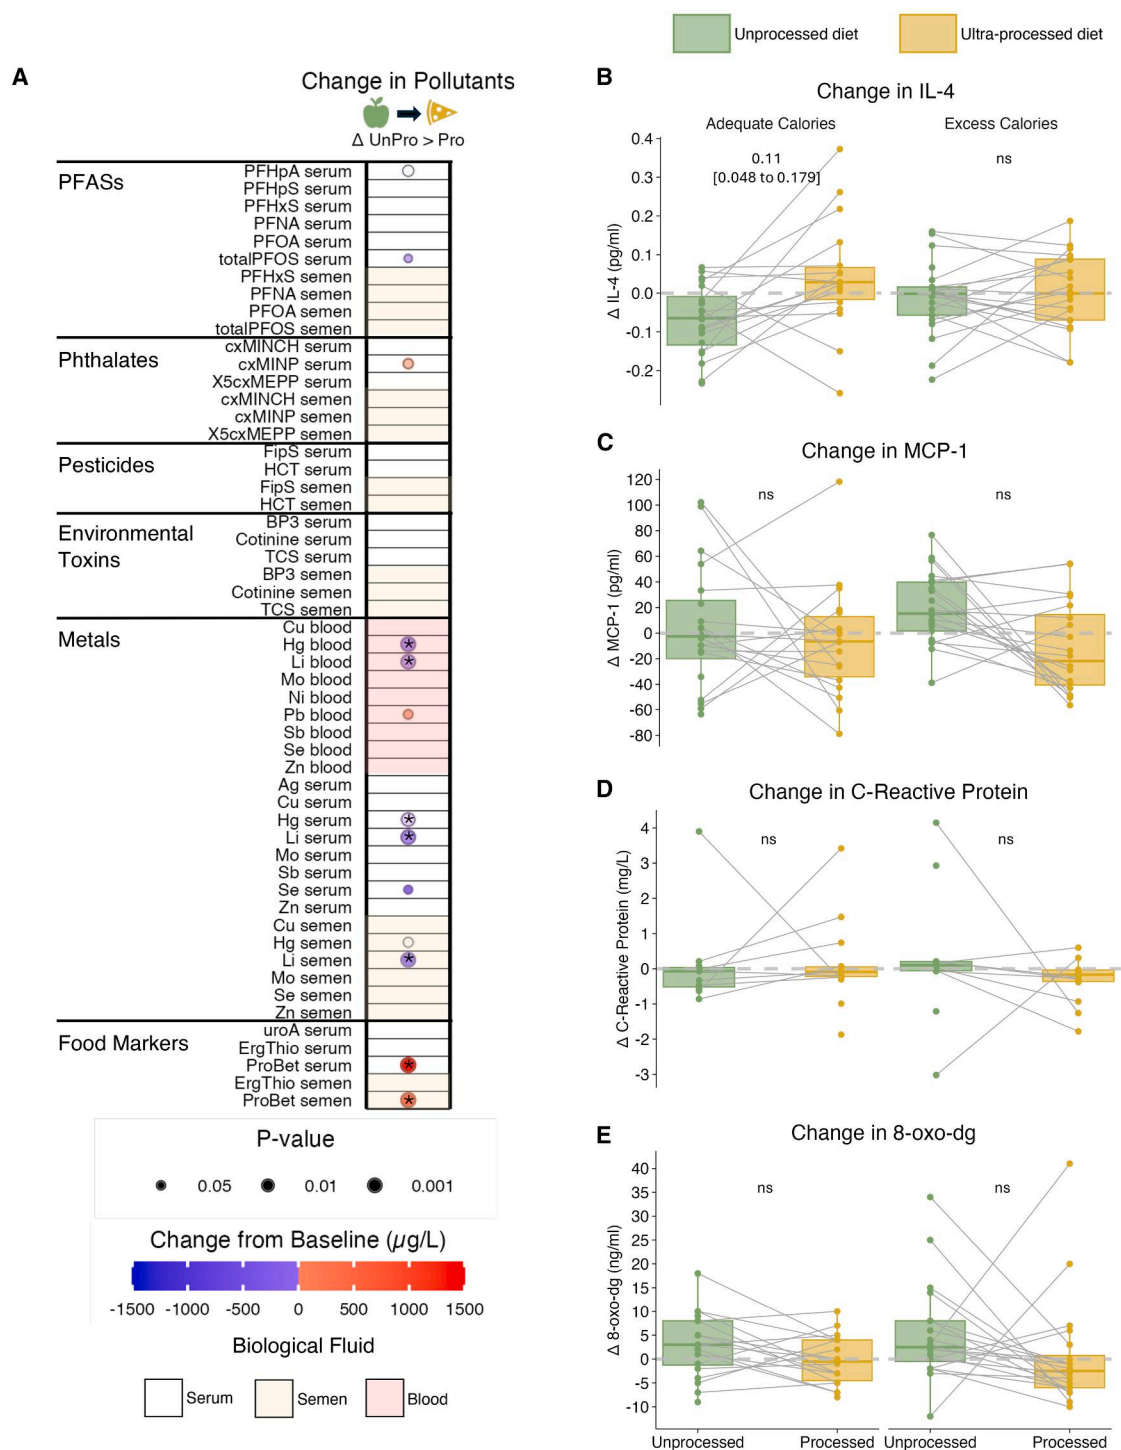 Unprocessed diet
Ultra-processed diet
A
Change in Pollutants
Δ UnPro > Pro
PFASs
PFHpA serum
PFHpS serum
PFHxS serum
PFNA serum
PFOA serum
totalPFOS serum
PFHxS semen
PFNA semen
PFOA semen
totalPFOS semen
Phthalates
cxMINCH serum
cxMINP serum
X5cxMEPP serum
cxMINCH semen
cxMINP semen
X5cxMEPP semen
Pesticides
FipS serum
HCT serum
FipS semen
HCT semen
Environmental
Toxins
BP3 serum
Cotinine serum
TCS serum
BP3 semen
Cotinine semen
TCS semen
Metals
Cu blood
Hg blood *
Li blood *
Mo blood
Ni blood
Pb blood
Sb blood
Se blood
Zn blood
Ag serum
Cu serum
Hg serum *
Li serum *
Mo serum
Sb serum
Se serum
Zn serum
Cu semen
Hg semen
Li semen *
Mo semen
Se semen
Zn semen
Food Markers
uroA serum
ErgThio serum
ProBet serum *
ErgThio semen
ProBet semen *
P-value
0.05 0.01 0.001
Change from Baseline (µg/L)
-1500 -1000 -500 0 500 1000 1500
Biological Fluid
Serum Semen Blood
B
Change in IL-4
Adequate Calories
Excess Calories
0.11
[0.048 to 0.179]
ns
Δ IL-4 (pg/ml)
0.4
0.3
0.2
0.1
0.0
-0.1
-0.2
C
Change in MCP-1
ns
ns
Δ MCP-1 (pg/ml)
120
100
80
60
40
20
0
-20
-40
-60
-80
D
Change in C-Reactive Protein
ns
ns
Δ C-Reactive Protein (mg/L)
4
3
2
1
0
-1
-2
-3
E
Change in 8-oxo-dg
ns
ns
Δ 8-oxo-dg (ng/ml)
40
35
30
25
20
15
10
5
0
-5
-10
Unprocessed
Processed
Unprocessed
Processed